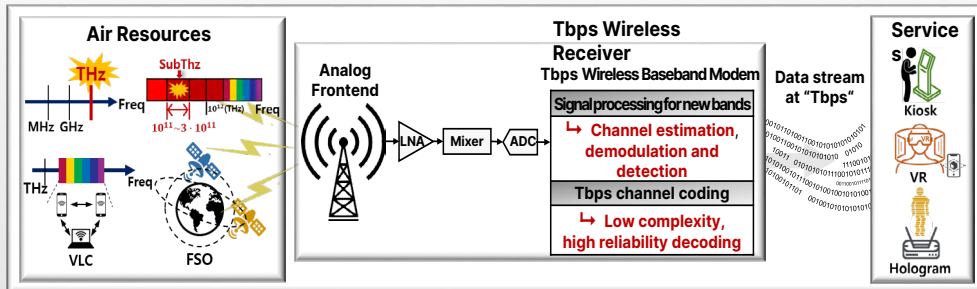 Air Resources
THz
Freq
MHz GHz
SubThz
10¹²(THz)
Freq
10¹¹~3 · 10¹¹
THz
Freq
VLC
FSO
Tbps Wireless
Receiver
Analog
Frontend
LNA
Mixer
ADC
Tbps Wireless Baseband Modem
Signal processing for new bands
↳ Channel estimation,
demodulation and
detection
Tbps channel coding
↳ Low complexity,
high reliability decoding
Data stream
at "Tbps"
Service
S
Kiosk
VR
VR
Hologram